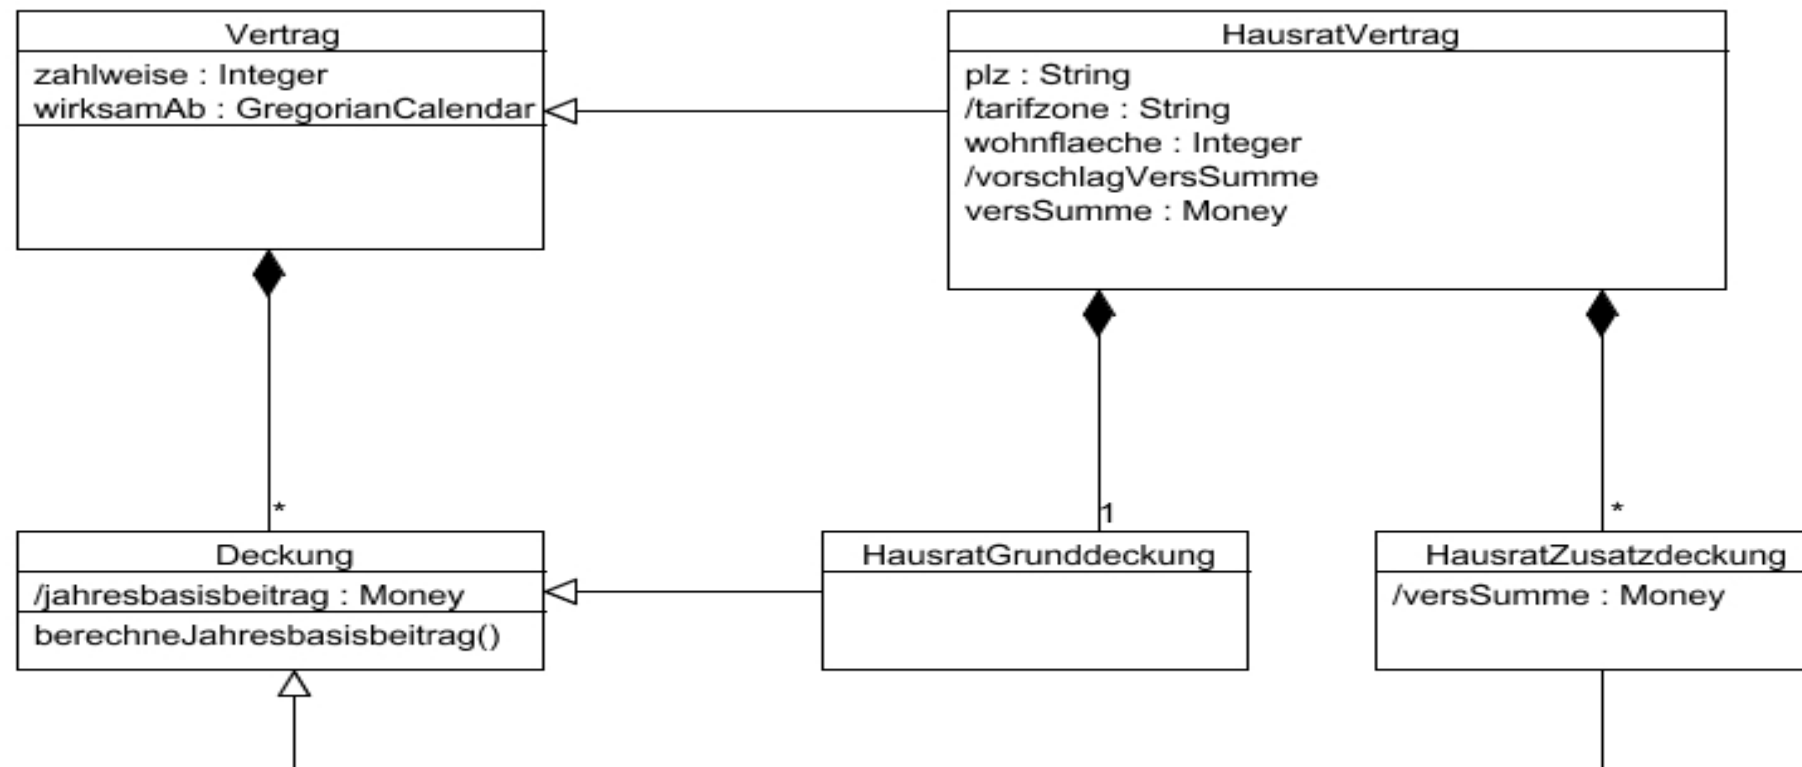 Vertrag
zahlweise : Integer
wirksamAb : GregorianCalendar
HausratVertrag
plz : String
/tarifzone : String
wohnflaeche : Integer
/vorschlagVersSumme
versSumme : Money
*
1
*
Deckung
/jahresbasisbeitrag : Money
berechneJahresbasisbeitrag()
HausratGrunddeckung
HausratZusatzdeckung
/versSumme : Money